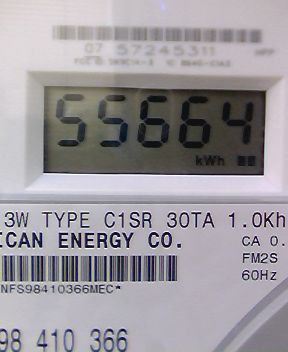 07 57245311
55664
kWh
3W TYPE C1SR 30TA 1.0Kh
ICAN ENERGY CO.
CA 0.
FM2S
60Hz
NFS98410366MEC*
98 410 366